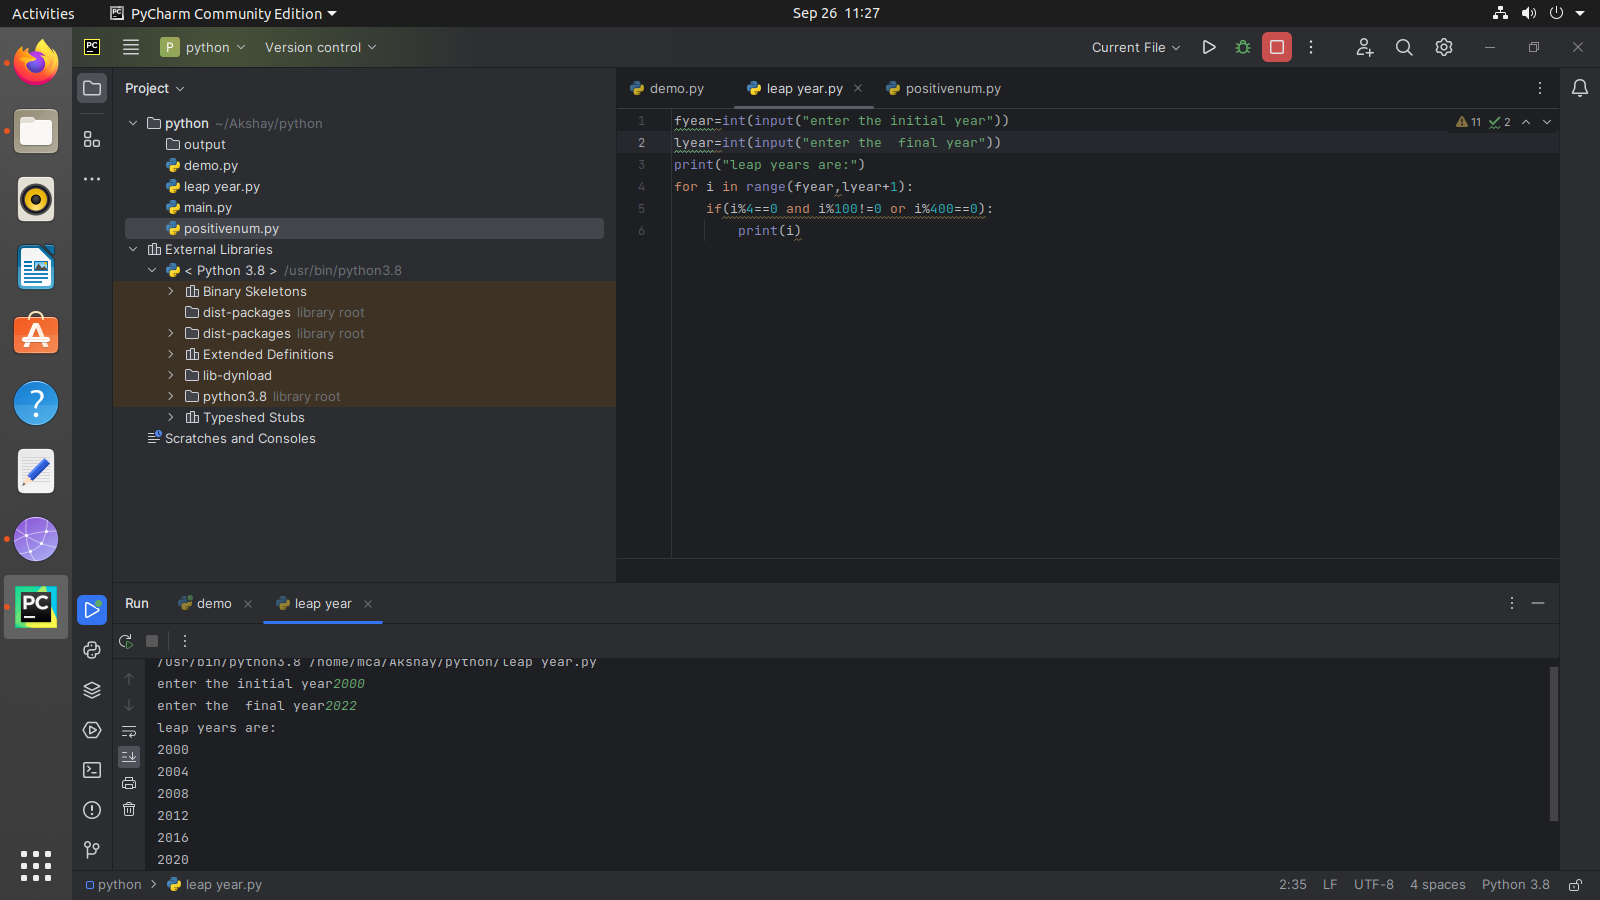 Activities
PyCharm Community Edition
Sep 26 11:27
PC
P python
Version control
Current File
Project
python ~/Akshay/python
output
demo.py
leap year.py
main.py
positivenum.py
External Libraries
< Python 3.8 > /usr/bin/python3.8
Binary Skeletons
dist-packages library root
dist-packages library root
Extended Definitions
lib-dynload
python3.8 library root
Typeshed Stubs
Scratches and Consoles
demo.py
leap year.py
positivenum.py
1 fyear=int(input("enter the initial year"))
2 lyear=int(input("enter the  final year"))
3 print("leap years are:")
4 for i in range(fyear,lyear+1):
5     if(i%4==0 and i%100!=0 or i%400==0):
6         print(i)
11 2
Run
demo
leap year
/usr/bin/python3.8 /home/mca/Akshay/python/leap year.py
enter the initial year2000
enter the  final year2022
leap years are:
2000
2004
2008
2012
2016
2020
PC
python > leap year.py
2:35 LF UTF-8 4 spaces Python 3.8